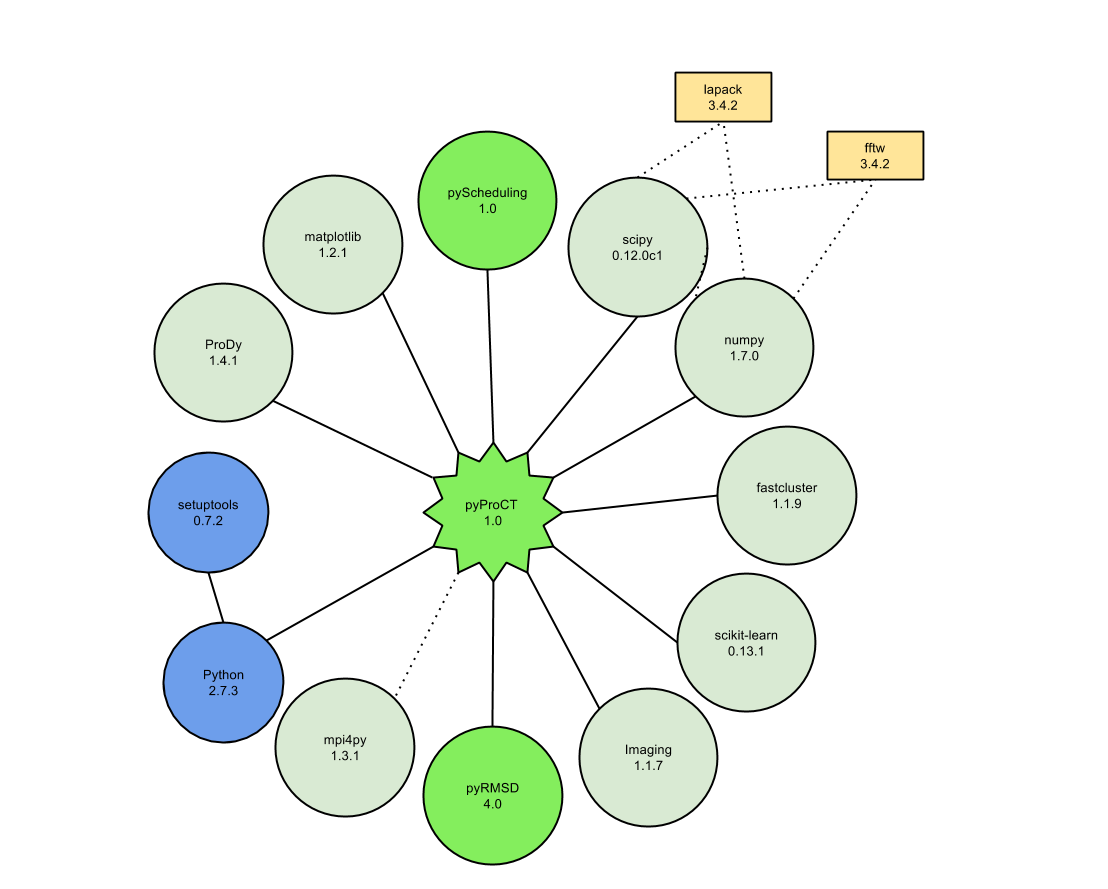 lapack
3.4.2
fftw
3.4.2
pyScheduling
1.0
matplotlib
1.2.1
scipy
0.12.0c1
ProDy
1.4.1
numpy
1.7.0
fastcluster
1.1.9
setuptools
0.7.2
pyProCT
1.0
scikit-learn
0.13.1
Python
2.7.3
mpi4py
1.3.1
Imaging
1.1.7
pyRMSD
4.0